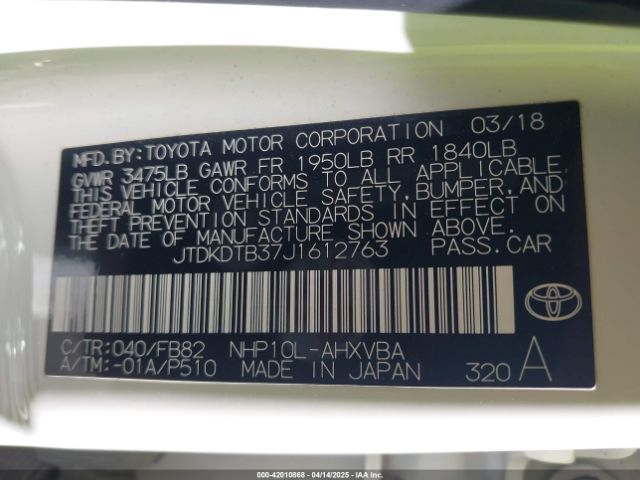 MFD.BY:TOYOTA MOTOR CORPORATION 03/18
GVWR 3475LB GAWR FR 1950LB RR 1840LB
THIS VEHICLE CONFORMS TO ALL APPLICABLE
FEDERAL MOTOR VEHICLE SAFETY,BUMPER,AND
THEFT PREVENTION STANDARDS IN EFFECT ON
THE DATE OF MANUFACTURE SHOWN ABOVE.
JTDKDTB37J1612763 PASS.CAR
C/TR:040/FB82 NHP10L-AHXVBA
A/TM:-01A/P510 MADE IN JAPAN 320 A
TOYOTA
000-42010868 - 04/14/2025 - IAA Inc.